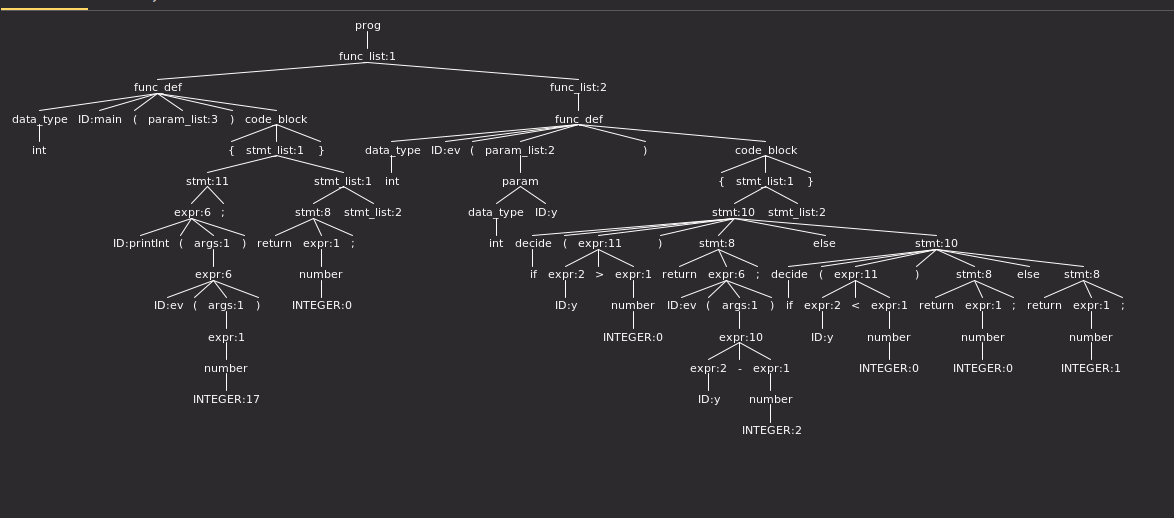 prog
func_list:1
func_def func_list:2
data_type ID:main ( param_list:3 ) code_block func_def
int { stmt_list:1 } data_type ID:ev ( param_list:2 ) code_block
stmt:11 stmt_list:1 int param { stmt_list:1 }
expr:6 ; stmt:8 stmt_list:2 data_type ID:y stmt:10 stmt_list:2
ID:printInt ( args:1 ) return expr:1 ; int decide ( expr:11 ) stmt:8 else stmt:10
expr:6 number if expr:2 > expr:1 return expr:6 ; decide ( expr:11 ) stmt:8 else stmt:8
ID:ev ( args:1 ) INTEGER:0 ID:y number ID:ev ( args:1 ) if expr:2 < expr:1 return expr:1 ; return expr:1 ;
expr:1 INTEGER:0 expr:10 ID:y number number number
number expr:2 - expr:1 INTEGER:0 INTEGER:0 INTEGER:1
INTEGER:17 ID:y number
INTEGER:2